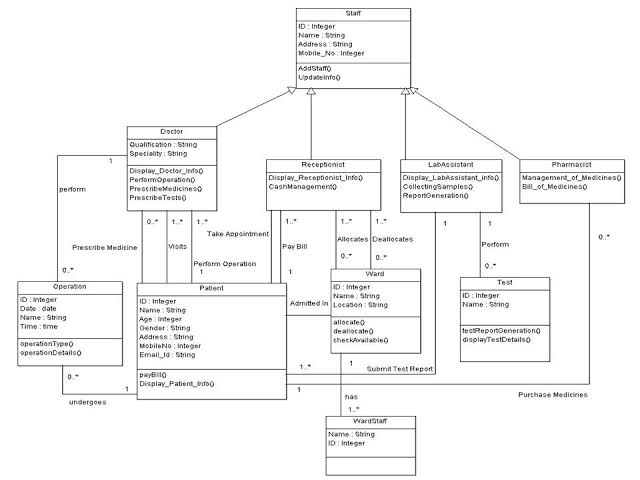 Staff
ID : Integer
Name : String
Address : String
Mobile_No : Integer
AddStaff()
UpdateInfo()
Doctor
Qualification : String
Speciality : String
Display_Doctor_Info()
PerformOperation()
PrescribeMedicines()
PrescribeTests()
Receptionist
Display_Receptionist_Info()
CashManagement()
LabAssistant
Display_LabAssistant_info()
CollectingSamples()
ReportGeneration()
Pharmacist
Management_of_Medicines()
Bill_of_Medicines()
1
perform
0..*
0..*
1..*
1..*
Prescribe Medicine
Visits
Perform Operation
1
Take Appointment
1..*
Pay Bill
1
1..*
1..*
Allocates
Deallocates
0..*
0..*
1
1
Perform
0..*
0..*
Operation
ID : Integer
Date : date
Name : String
Time : time
operationType()
operationDetails()
Patient
ID : Integer
Name : String
Age : Integer
Gender : String
Address : String
MobileNo : Integer
Email_Id : String
payBill()
Display_Patient_Info()
Admitted In
Ward
ID : Integer
Name : String
Location : String
allocate()
deallocate()
checkAvailable()
Test
ID : Integer
Name : String
testReportGeneration()
displayTestDetails()
0..*
undergoes
1
1..*
Submit Test Report
1
1
Purchase Medicines
has
1..*
WardStaff
Name : String
ID : Integer